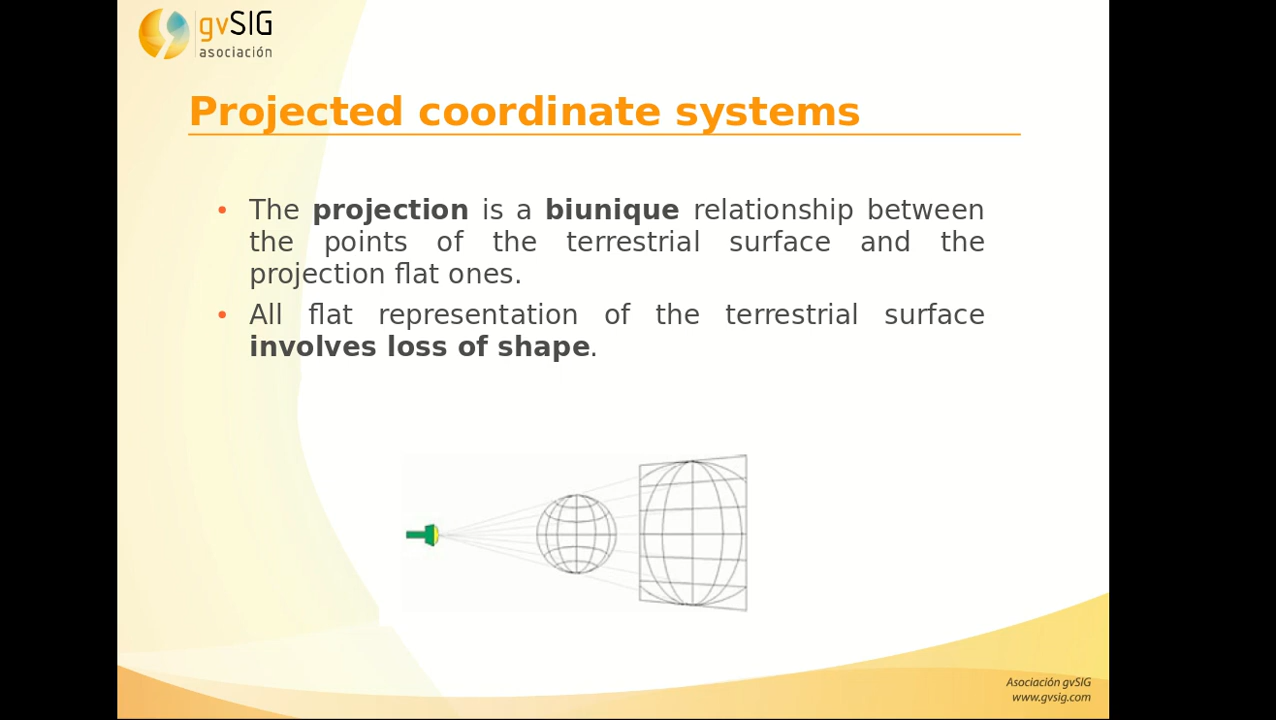 gvSIG
asociación
Projected coordinate systems
• The projection is a biunique relationship between
the points of the terrestrial surface and the
projection flat ones.
• All flat representation of the terrestrial surface
involves loss of shape.
Asociación gvSIG
www.gvsig.com